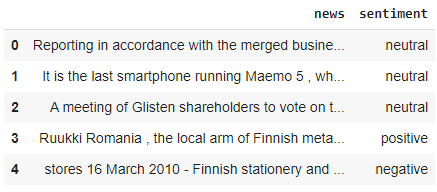 news sentiment
0 Reporting in accordance with the merged busine... neutral
1 It is the last smartphone running Maemo 5 , wh... neutral
2 A meeting of Glisten shareholders to vote on t... neutral
3 Ruukki Romania , the local arm of Finnish meta... positive
4 stores 16 March 2010 - Finnish stationery and ... negative